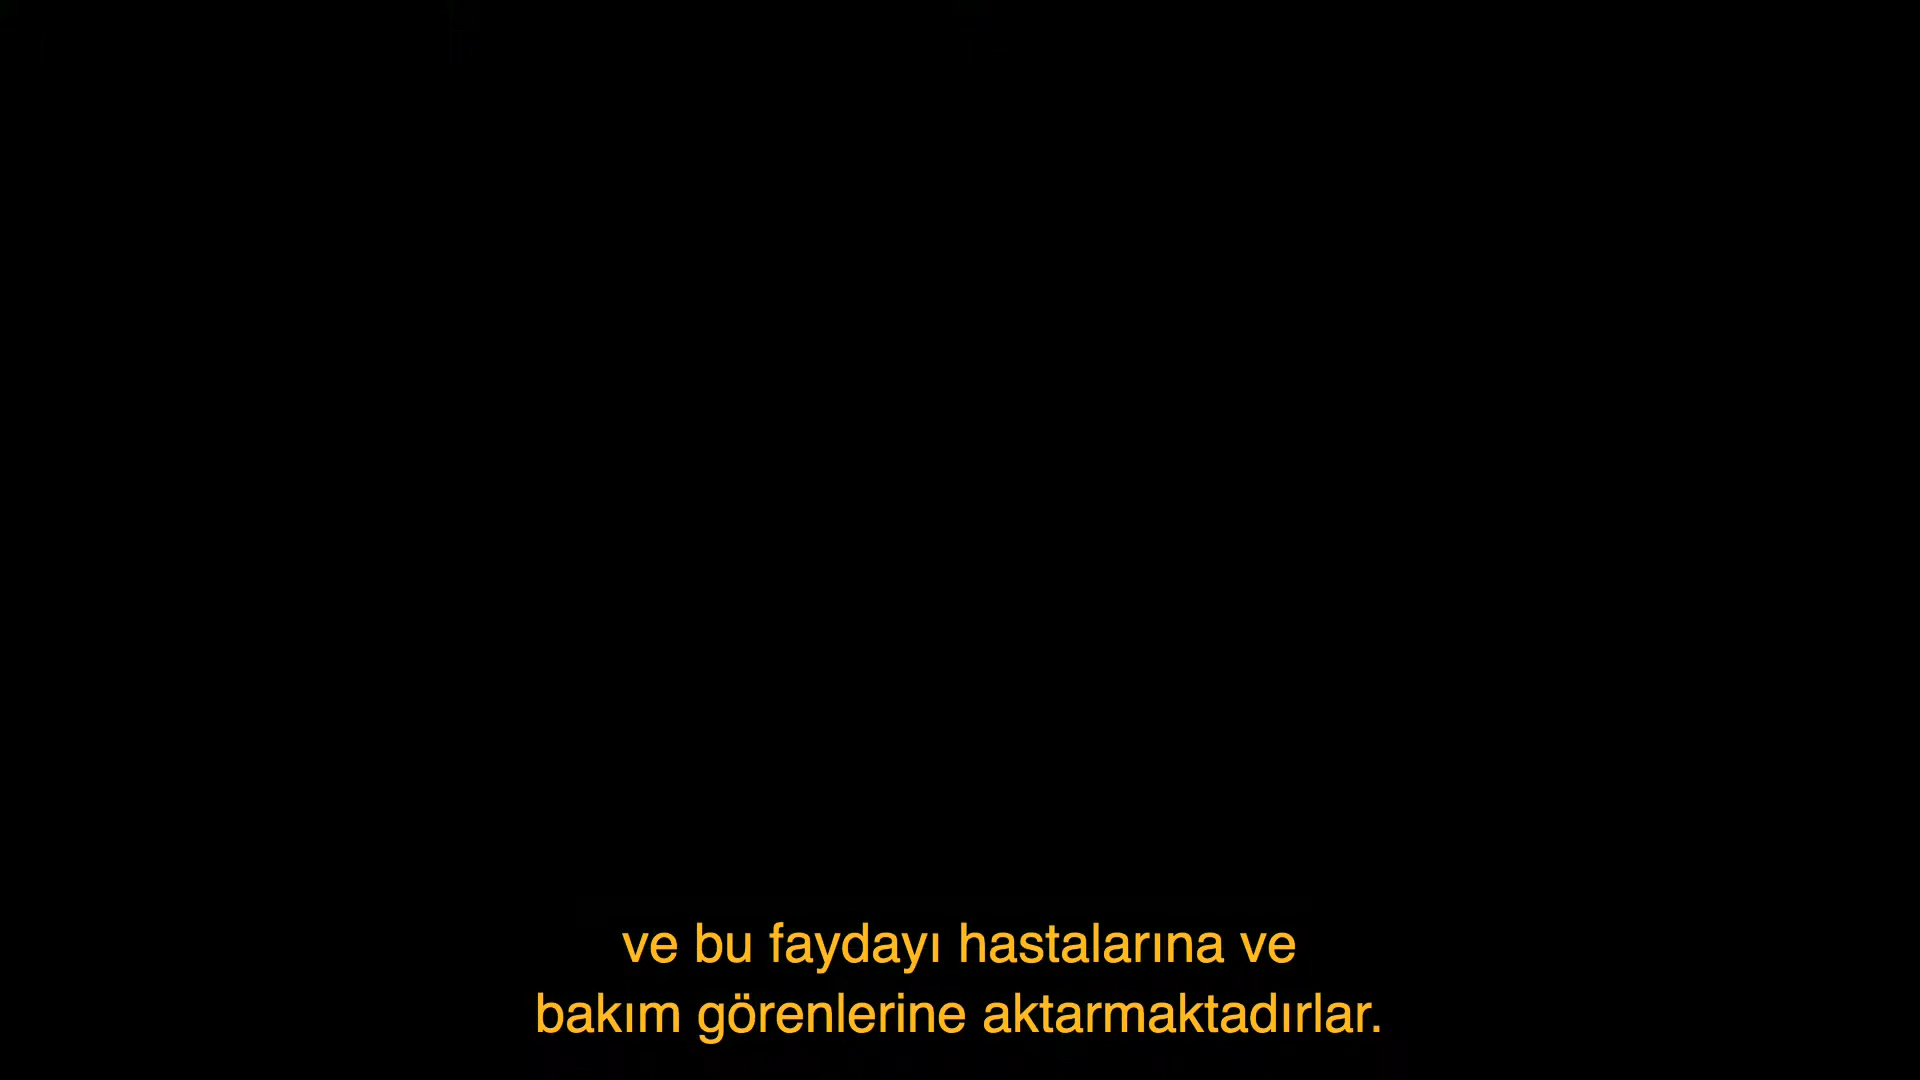 ve bu faydayı hastalarına ve
bakım görenlerine aktarmaktadırlar.